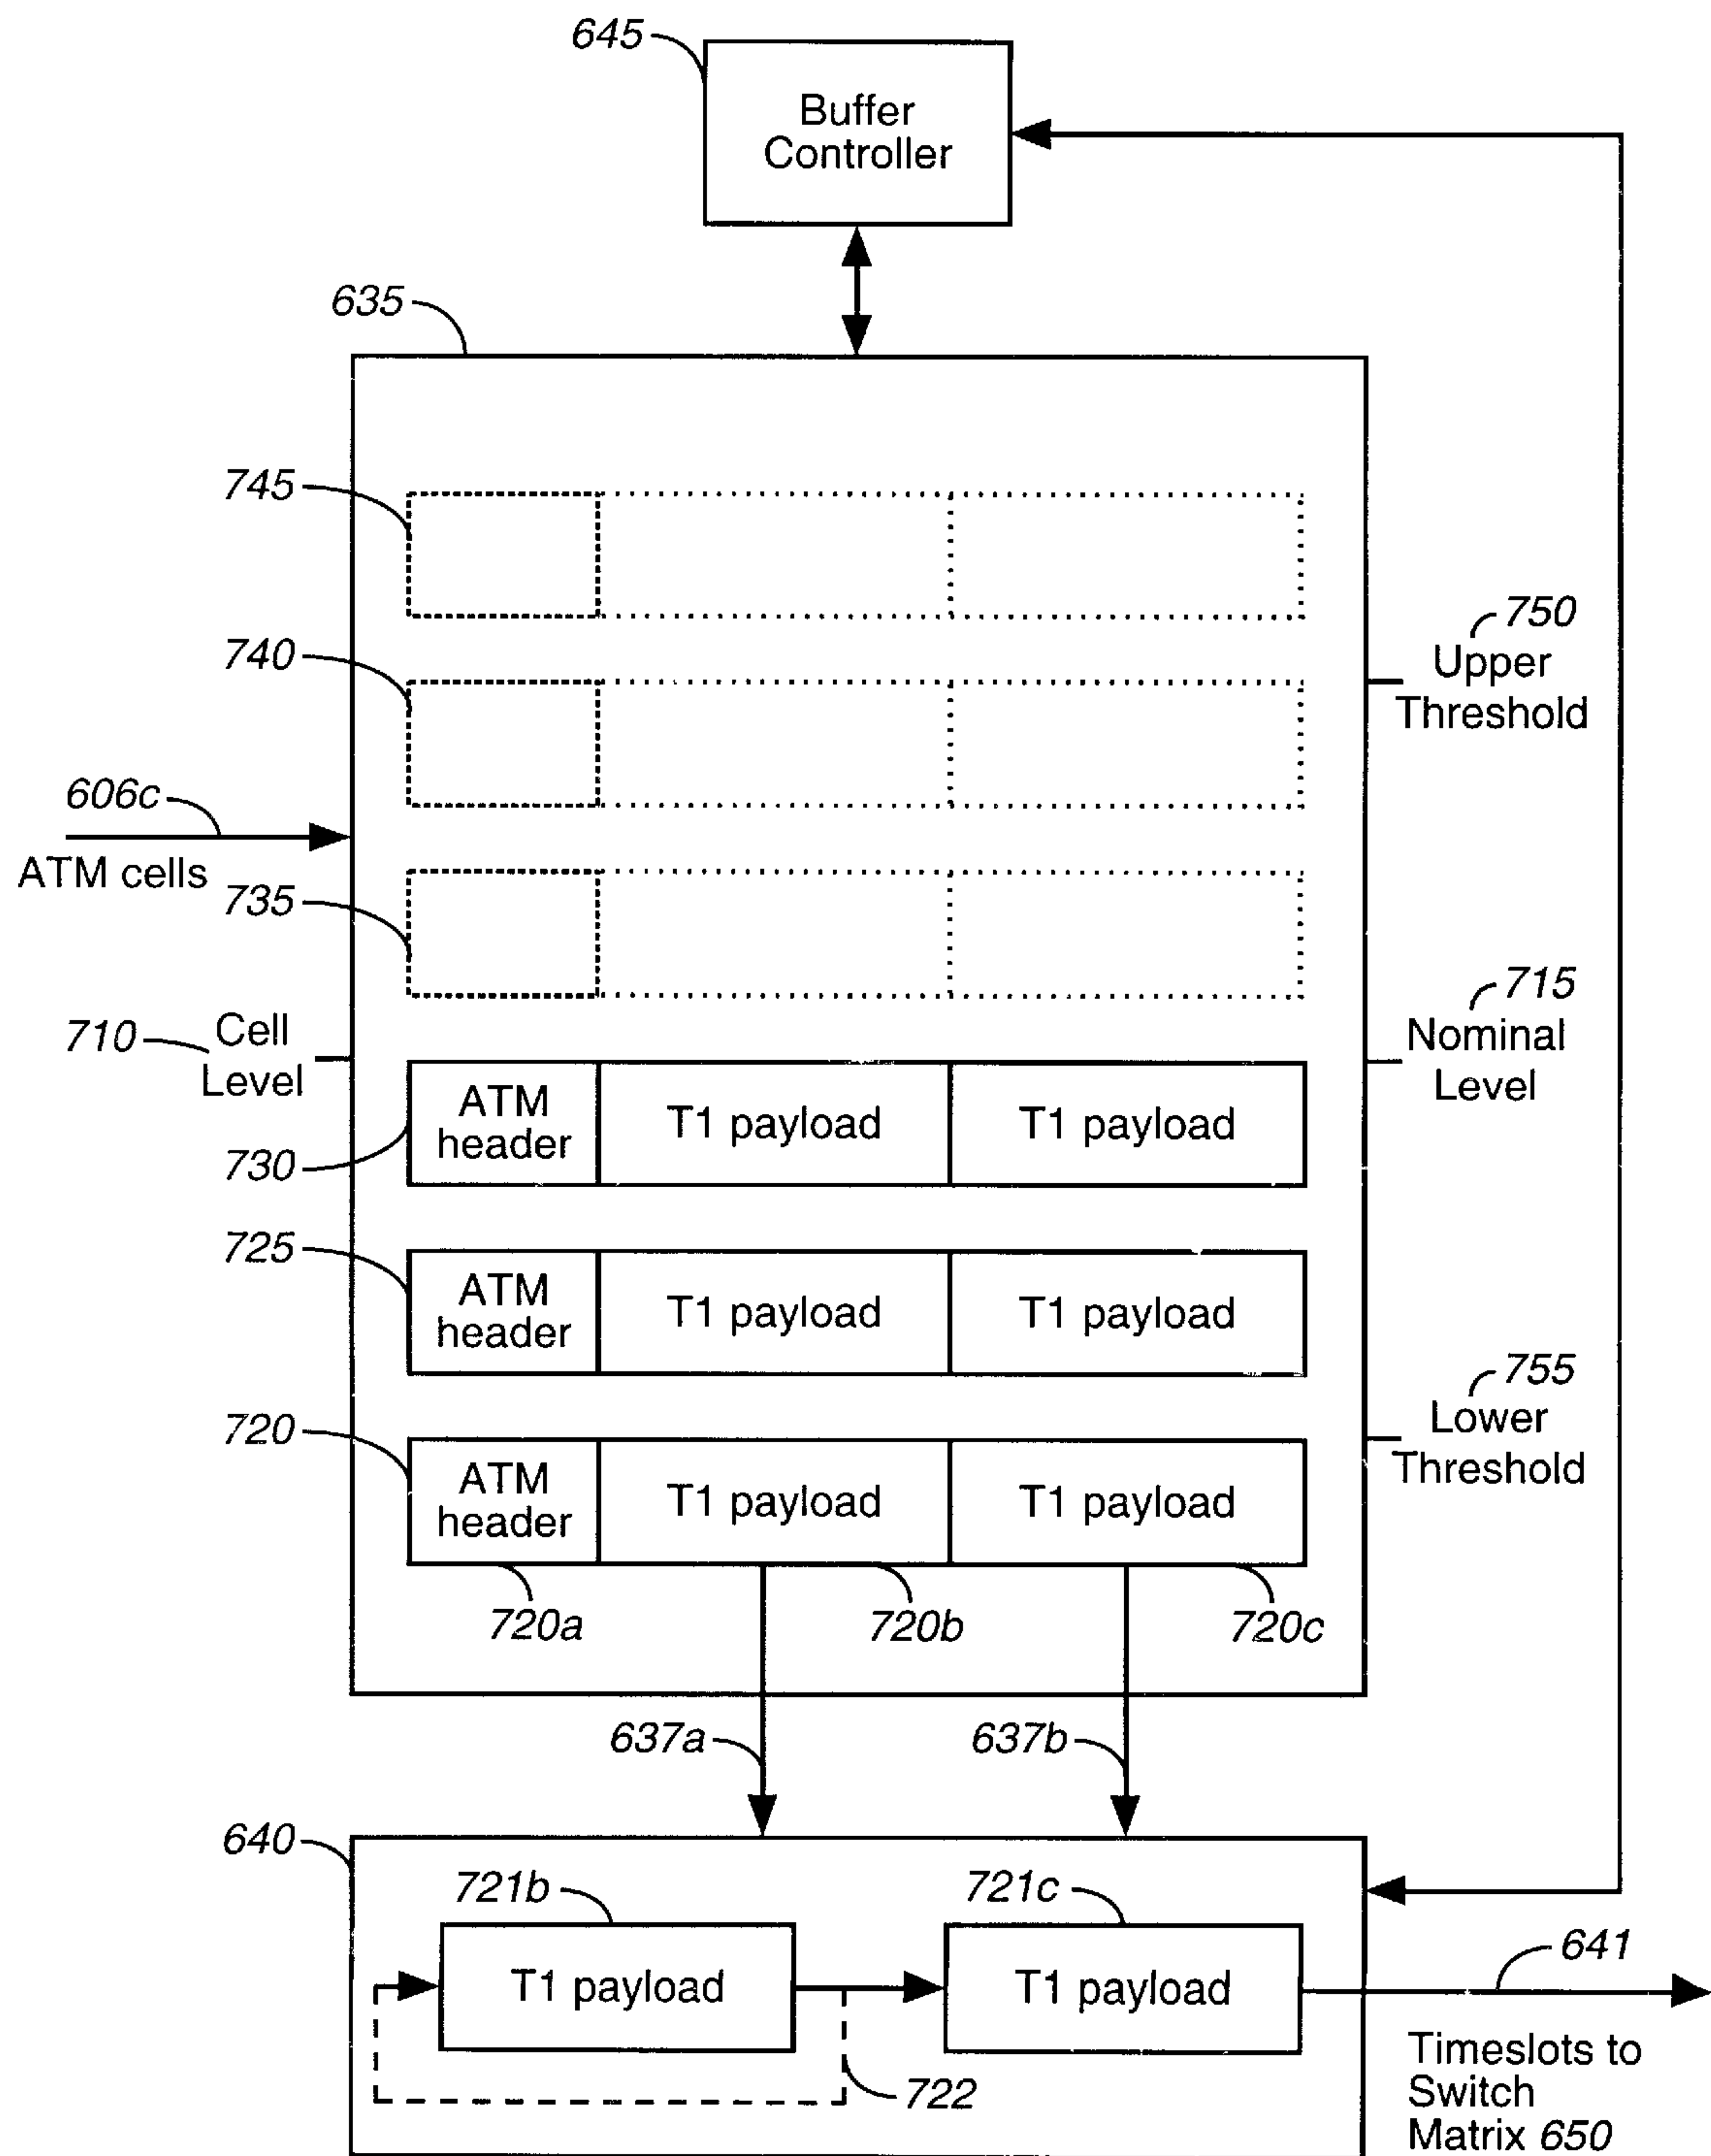 645
Buffer
Controller
635
745
750
Upper
Threshold
740
606c
ATM cells
735
715
Nominal
Level
710
Cell
Level
ATM
header
T1 payload
T1 payload
730
725
ATM
header
T1 payload
T1 payload
755
Lower
Threshold
720
ATM
header
T1 payload
T1 payload
720a
720b
720c
637a
637b
640
721b
721c
T1 payload
T1 payload
641
722
Timeslots to
Switch
Matrix 650